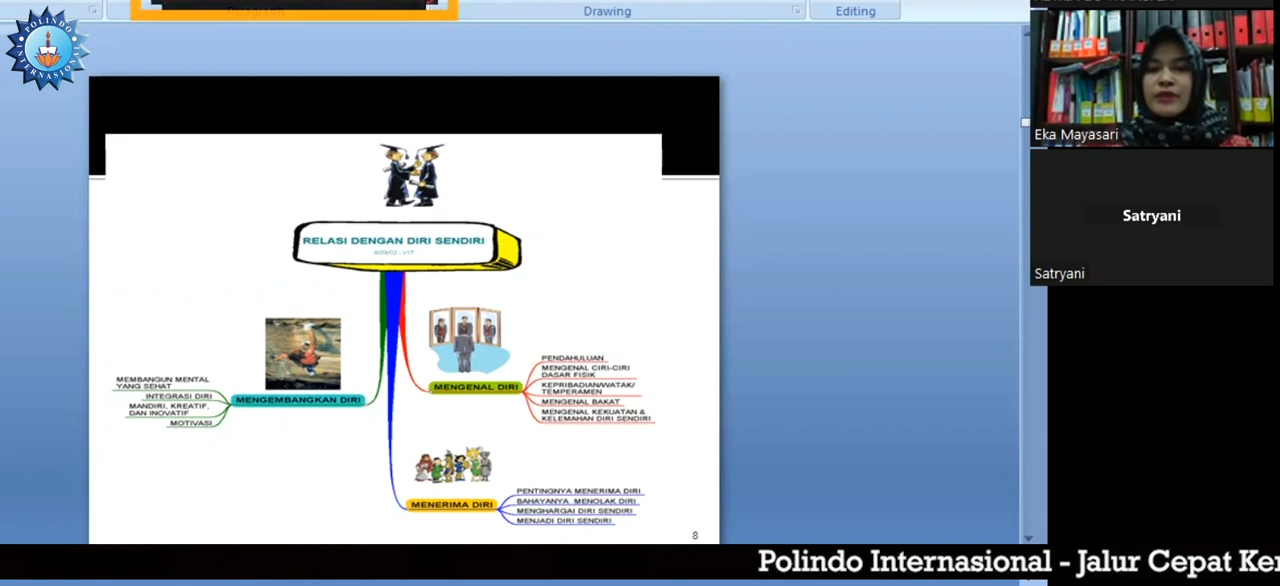 Drawing
Editing
POLINDO
INTERNASIONAL
Eka Mayasari
Satryani
Satryani
RELASI DENGAN DIRI SENDIRI
MENGENAL DIRI
PENDAHULUAN
MENGENAL CIRI-CIRI
DASAR FISIK
KEPRIBADIAN/WATAK/
TEMPERAMEN
MENGENAL BAKAT
MENGENAL KEKUATAN &
KELEMAHAN DIRI SENDIRI
MEMBANGUN MENTAL
YANG SEHAT
INTEGRASI DIRI
MANDIRI, KREATIF,
DAN INOVATIF
MOTIVASI
MENGEMBANGKAN DIRI
MENERIMA DIRI
PENTINGNYA MENERIMA DIRI
BAHAYANYA MENOLAK DIRI
MENGHARGAI DIRI SENDIRI
MENJADI DIRI SENDIRI
8
Polindo Internasional - Jalur Cepat Ker